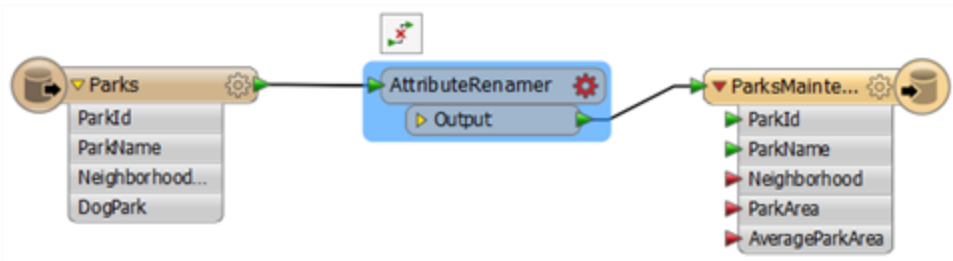 Parks
ParkId
ParkName
Neighborhood...
DogPark
AttributeRenamer
Output
ParksMainte...
ParkId
ParkName
Neighborhood
ParkArea
AverageParkArea